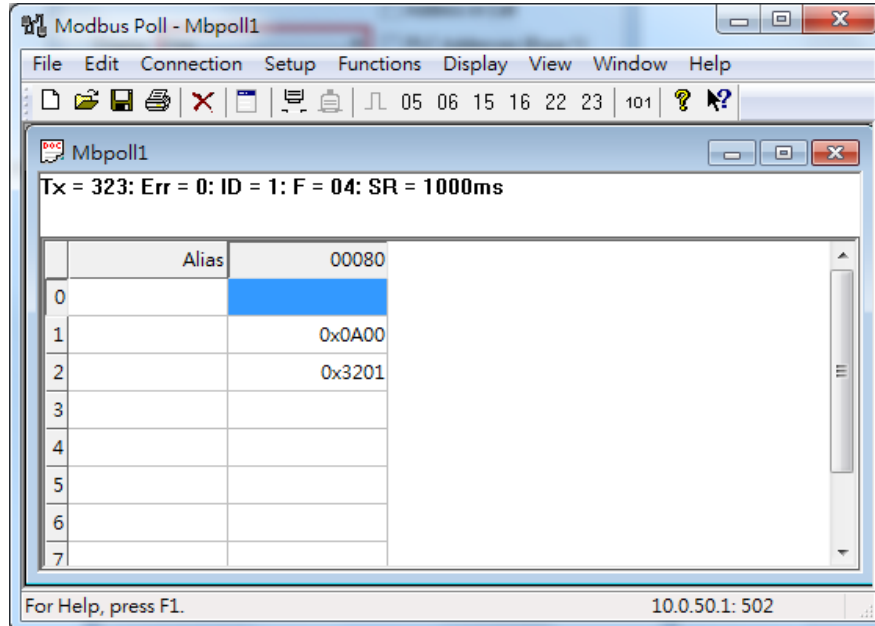 Modbus Poll - Mbpoll1
File Edit Connection Setup Functions Display View Window Help
05 06 15 16 22 23 101
Mbpoll1
Tx = 323: Err = 0: ID = 1: F = 04: SR = 1000ms
Alias 00080
0
1 0x0A00
2 0x3201
3
4
5
6
7
For Help, press F1. 10.0.50.1: 502